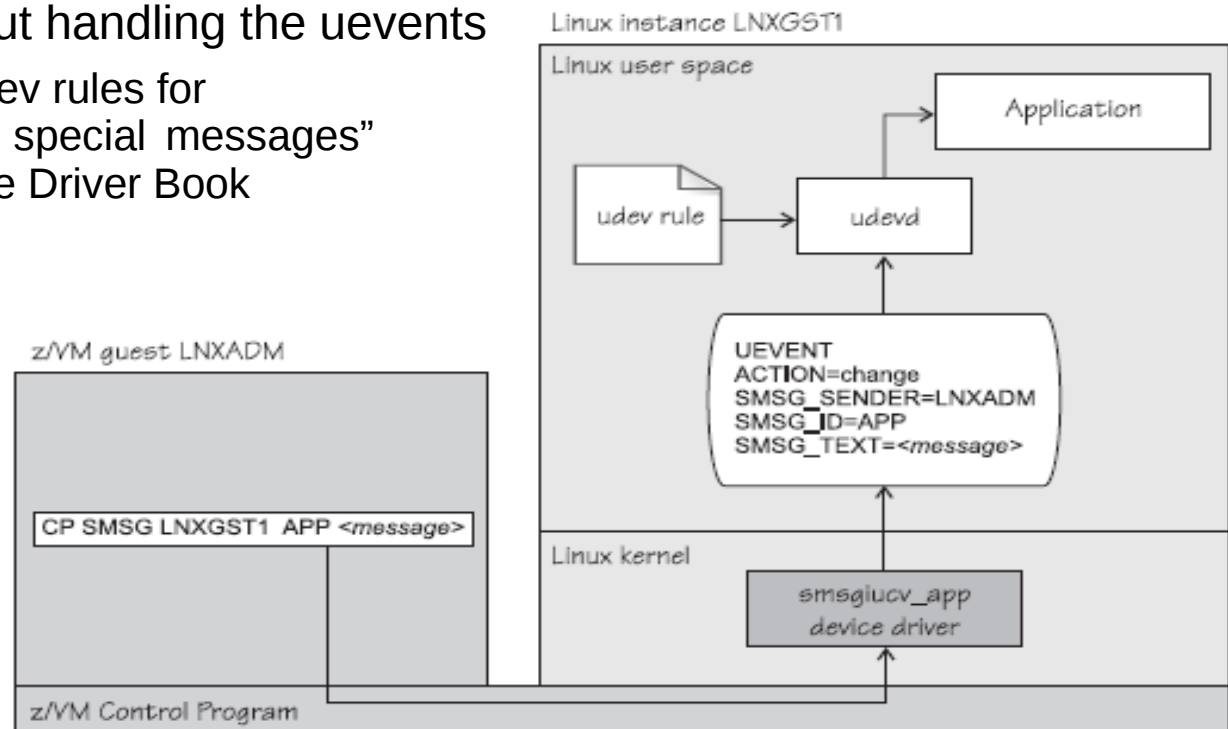 ut handling the uevents
ev rules for
special messages”
e Driver Book
Linux instance LNXGST1
Linux user space
Application
udev rule
udevd
UEVENT
ACTION=change
SMSG_SENDER=LNXADM
SMSG_ID=APP
SMSG_TEXT=<message>
z/VM guest LNXADM
CP SMSG LNXGST1 APP <message>
Linux kernel
smsgiucv_app
device driver
z/VM Control Program